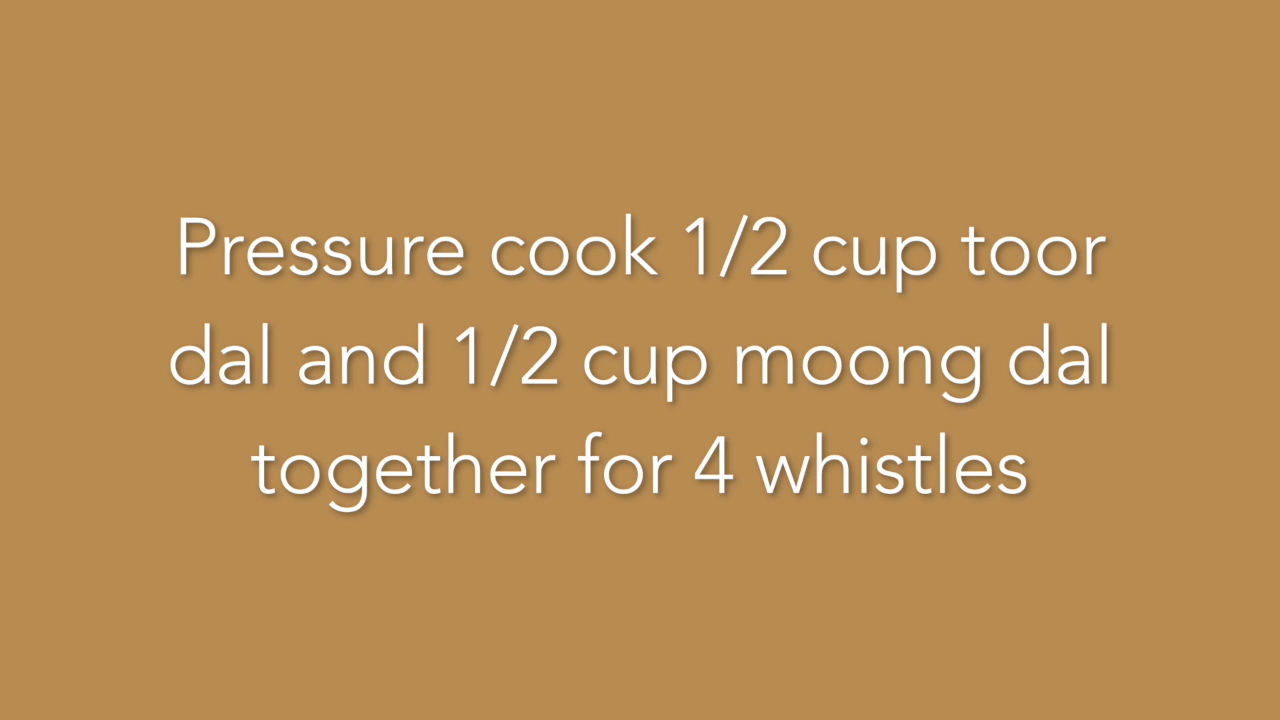 Pressure cook 1/2 cup toor
dal and 1/2 cup moong dal
together for 4 whistles